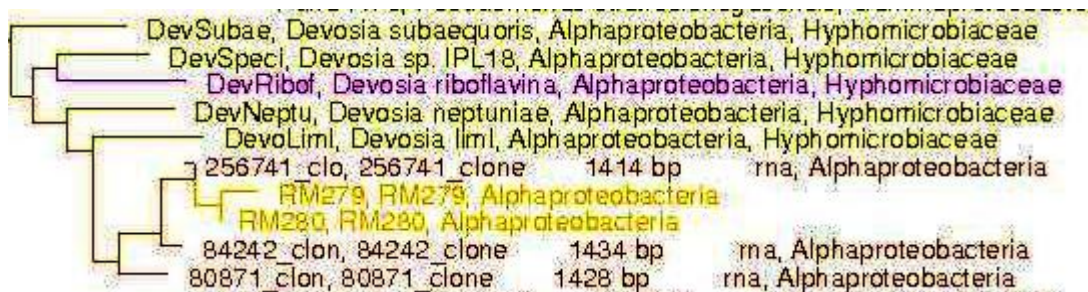 DevSubae, Devosia subaequoris, Alphaproteobacteria, Hyphomicrobiaceae
DevSpeci, Devosia sp. IPL18, Alphaproteobacteria, Hyphomicrobiaceae
DevRibof, Devosia riboflavina, Alphaproteobacteria, Hyphomicrobiaceae
DevNeptu, Devosia neptuniae, Alphaproteobacteria, Hyphomicrobiaceae
DevoLimI, Devosia limI, Alphaproteobacteria, Hyphomicrobiaceae
256741_clo, 256741_clone 1414 bp rna, Alphaproteobacteria
RM279, RM279, Alphaproteobacteria
RM280, RM280, Alphaproteobacteria
84242_clon, 84242_clone 1434 bp rna, Alphaproteobacteria
80871_clon, 80871_clone 1428 bp rna, Alphaproteobacteria